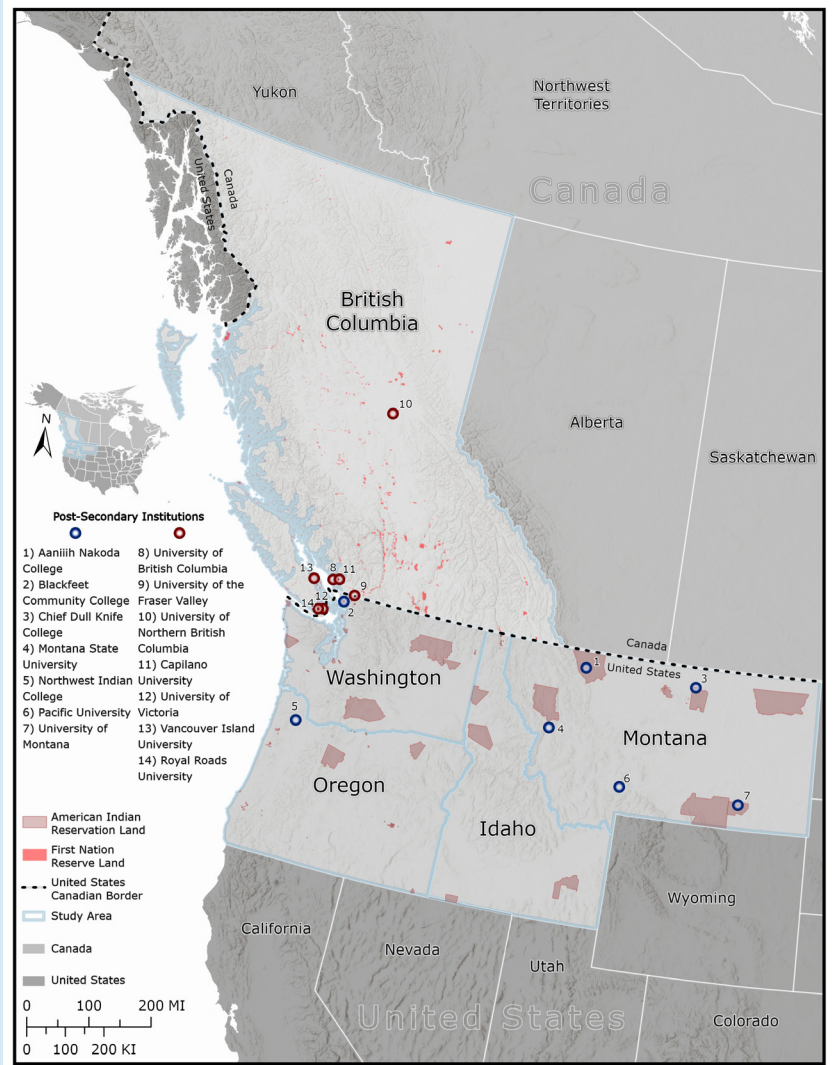 Yukon
Northwest
Territories
Canada
Canada
United States
British
Columbia
10
Alberta
Saskatchewan
N
Post-Secondary Institutions
1) Aaniiih Nakoda
College
2) Blackfeet
Community College
3) Chief Dull Knife
College
4) Montana State
University
5) Northwest Indian
College
6) Pacific University
7) University of
Montana
8) University of
British Columbia
9) University of the
Fraser Valley
10) University of
Northern British
Columbia
11) Capilano
University
12) University of
Victoria
13) Vancouver Island
University
14) Royal Roads
University
13
8
11
9
12
14
2
Canada
United States
1
3
Washington
5
4
Montana
6
7
Oregon
Idaho
American Indian
Reservation Land
First Nation
Reserve Land
United States
Canadian Border
Study Area
Canada
United States
Wyoming
California
Nevada
Utah
United States
Colorado
0 100 200 MI
0 100 200 KI